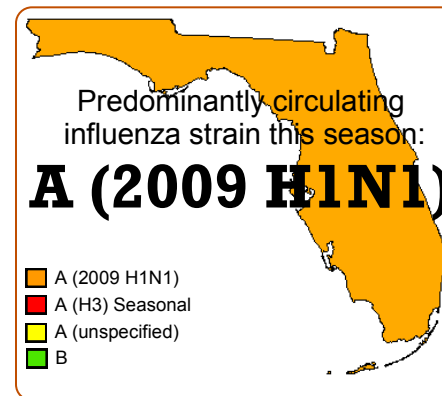 Predominantly circulating
influenza strain this season:
A (2009 H1N1)
A (2009 H1N1)
A (H3) Seasonal
A (unspecified)
B